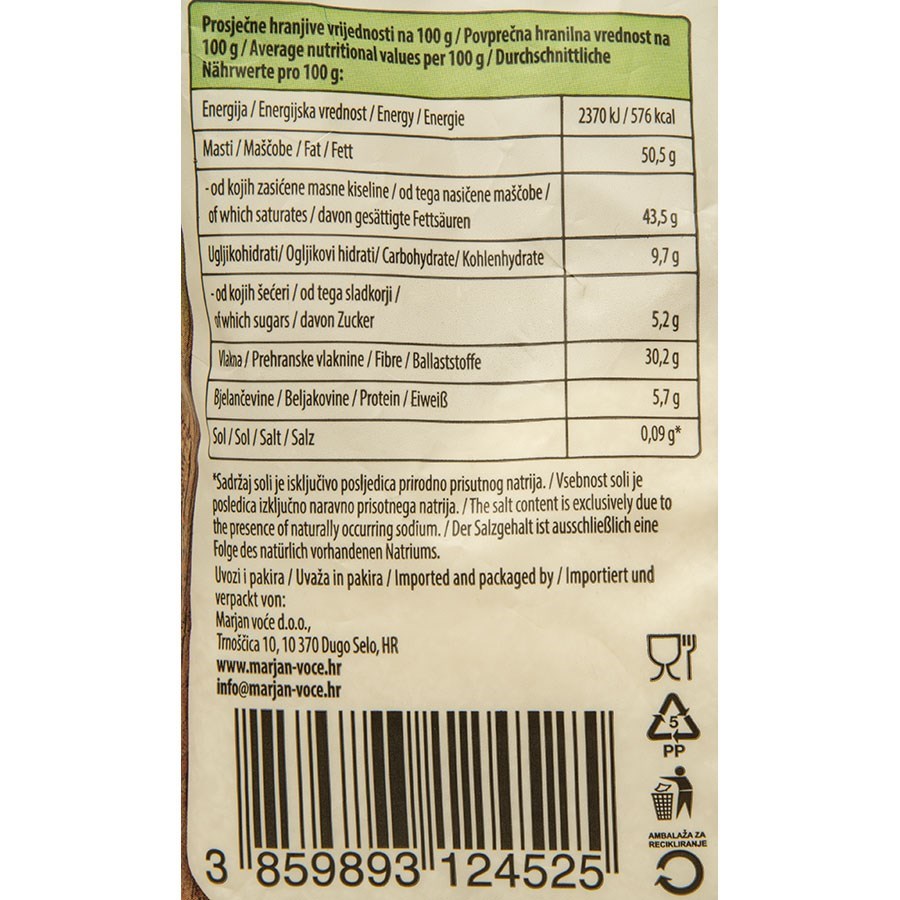 Prosječne hranjive vrijednosti na 100 g / Povprečna hranilna vrednost na
100 g / Average nutritional values per 100 g / Durchschnittliche
Nährwerte pro 100 g:
Energija / Energijska vrednost / Energy / Energie 2370 kJ / 576 kcal
Masti / Maščobe / Fat / Fett 50,5 g
- od kojih zasićene masne kiseline / od tega nasičene maščobe /
of which saturates / davon gesättigte Fettsäuren 43,5 g
Ugljikohidrati/ Ogljikovi hidrati/ Carbohydrate/ Kohlenhydrate 9,7 g
- od kojih šećeri / od tega sladkorji /
of which sugars / davon Zucker 5,2 g
Vlakna / Prehranske vlaknine / Fibre / Ballaststoffe 30,2 g
Bjelančevine / Beljakovine / Protein / Eiweiß 5,7 g
Sol / Sol / Salt / Salz 0,09 g*
*Sadržaj soli je isključivo posljedica prirodno prisutnog natrija. / Vsebnost soli je
posledica izključno naravno prisotnega natrija. / The salt content is exclusively due to
the presence of naturally occurring sodium. / Der Salzgehalt ist ausschließlich eine
Folge des natürlich vorhandenen Natriums.
Uvozi i pakira / Uvaža in pakira / Imported and packaged by / Importiert und
verpackt von:
Marjan voće d.o.o.,
Trnoščica 10, 10 370 Dugo Selo, HR
www.marjan-voce.hr
info@marjan-voce.hr
5
PP
AMBALAŽA ZA
RECIKLIRANJE
3 859893 124525